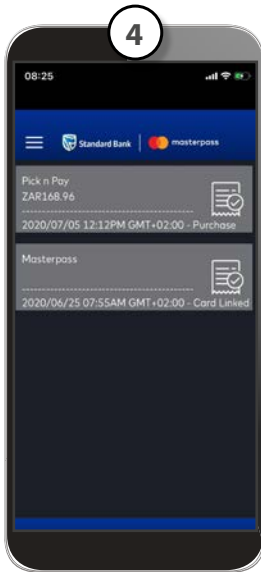 4
08:25
Standard Bank masterpass
Pick n Pay
ZAR168.96
2020/07/05 12:12PM GMT+02:00 - Purchase
Masterpass
2020/06/25 07:55AM GMT+02:00 - Card Linked